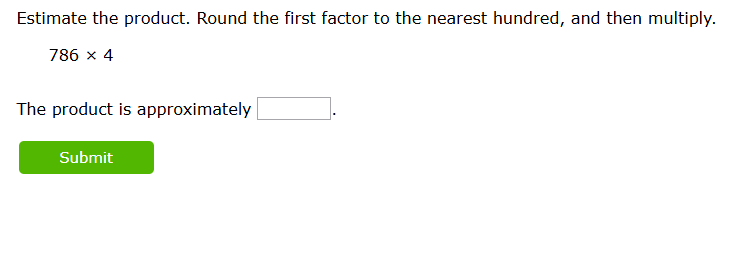 Estimate the product. Round the first factor to the nearest hundred, and then multiply.
786 × 4
The product is approximately .
Submit